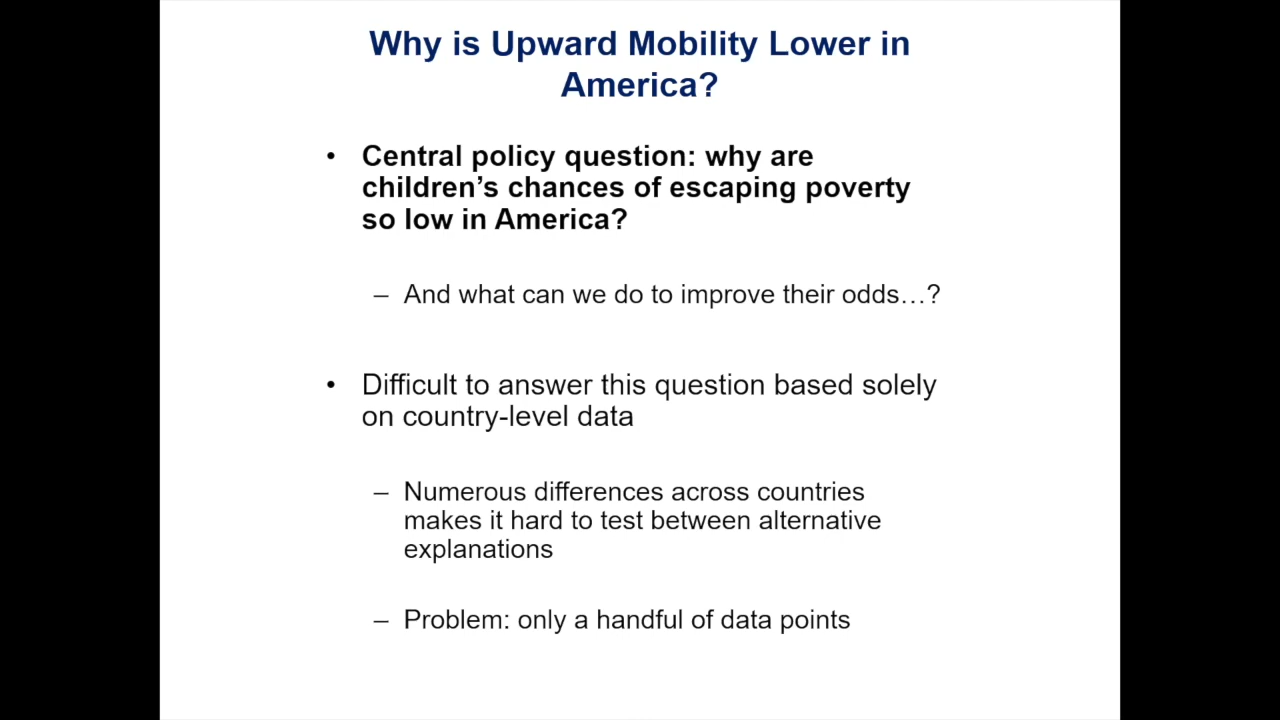 Why is Upward Mobility Lower in
America?
• Central policy question: why are
children’s chances of escaping poverty
so low in America?
– And what can we do to improve their odds…?
• Difficult to answer this question based solely
on country-level data
– Numerous differences across countries
makes it hard to test between alternative
explanations
– Problem: only a handful of data points